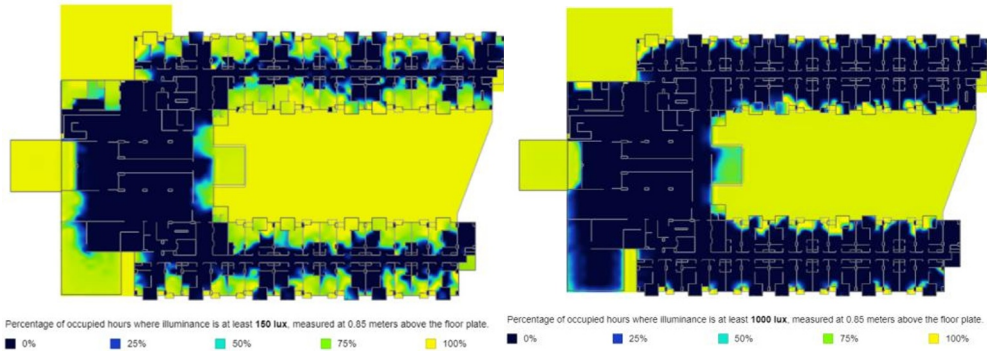 Percentage of occupied hours where illuminance is at least 150 lux, measured at 0.85 meters above the floor plate.
0% 25% 50% 75% 100%
Percentage of occupied hours where illuminance is at least 1000 lux, measured at 0.85 meters above the floor plate.
0% 25% 50% 75% 100%